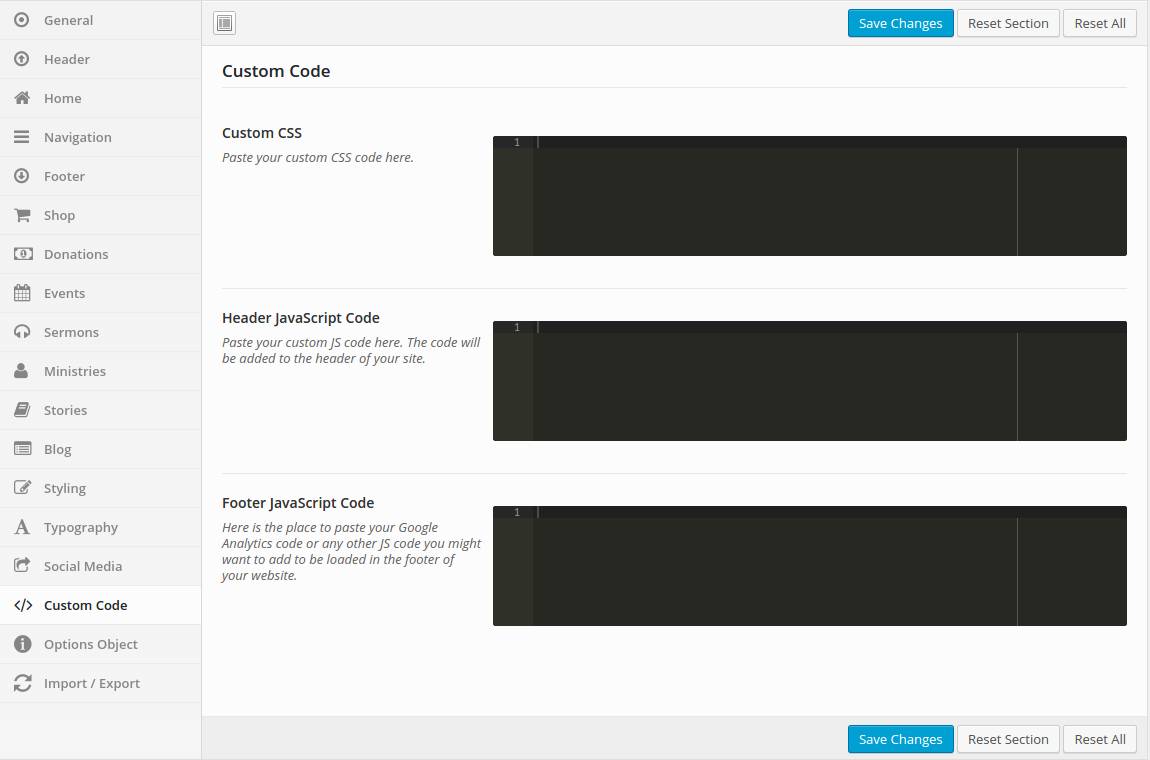 General
Header
Home
Navigation
Footer
Shop
Donations
Events
Sermons
Ministries
Stories
Blog
Styling
Typography
Social Media
Custom Code
Options Object
Import / Export
Save Changes Reset Section Reset All
Custom Code
Custom CSS
Paste your custom CSS code here.
1
Header JavaScript Code
Paste your custom JS code here. The code will
be added to the header of your site.
1
Footer JavaScript Code
Here is the place to paste your Google
Analytics code or any other JS code you might
want to add to be loaded in the footer of
your website.
1
Save Changes Reset Section Reset All